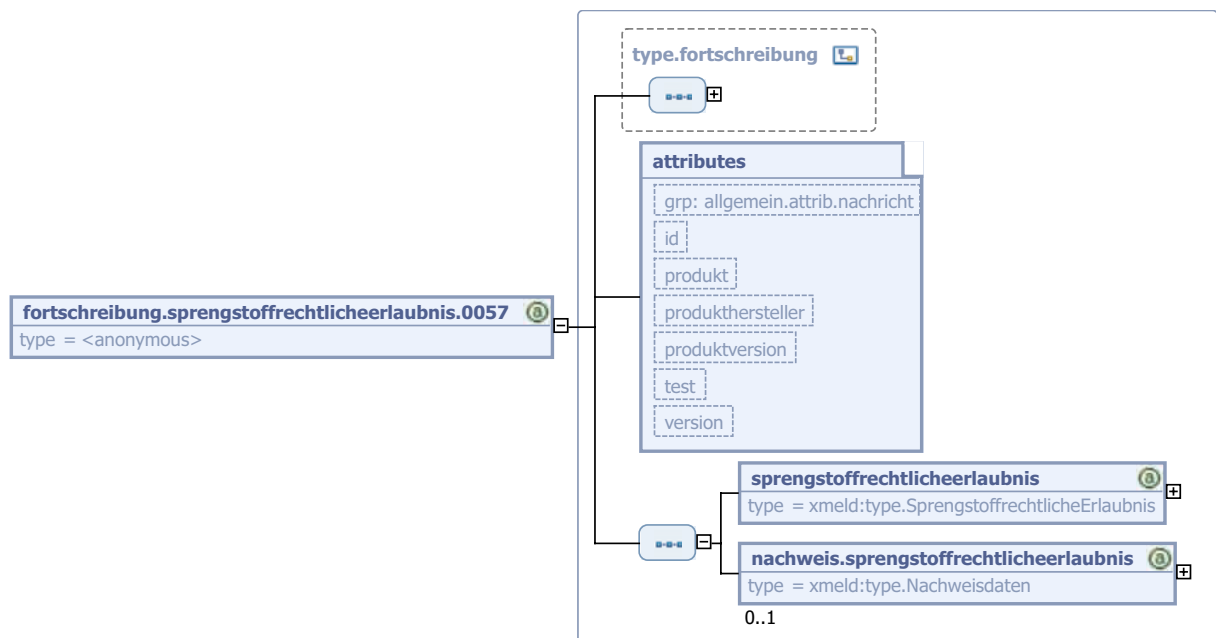 type.fortschreibung
attributes
grp: allgemein.attrib.nachricht
id
produkt
produkthersteller
produktversion
test
version
fortschreibung.sprengstoffrechtlicheerlaubnis.0057
type = <anonymous>
sprengstoffrechtlicheerlaubnis
type = xmeld:type.SprengstoffrechtlicheErlaubnis
nachweis.sprengstoffrechtlicheerlaubnis
type = xmeld:type.Nachweisdaten
0..1